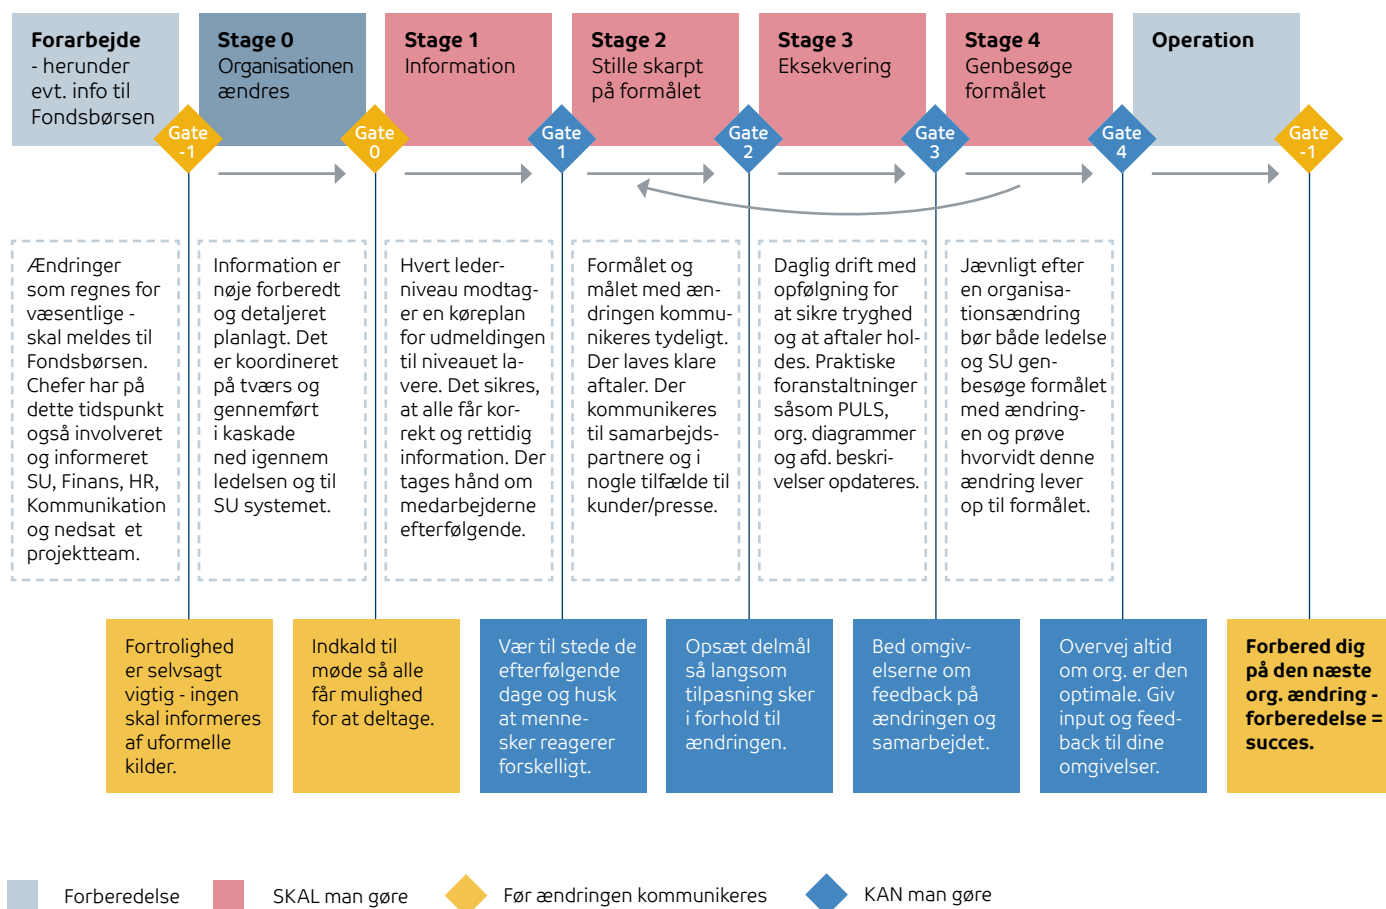 Forarbejde
- herunder
evt. info til
Fondsbørsen
Stage 0
Organisationen
ændres
Stage 1
Information
Stage 2
Stille skarpt
på formålet
Stage 3
Eksekvering
Stage 4
Genbesøge
formålet
Operation
Gate
-1
Gate
0
Gate
1
Gate
2
Gate
3
Gate
4
Gate
-1
Ændringer
som regnes for
væsentlige -
skal meldes til
Fondsbørsen.
Chefer har på
dette tidspunkt
også involveret
og informeret
SU, Finans, HR,
Kommunikation
og nedsat et
projektteam.
Information er
nøje forberedt
og detaljeret
planlagt. Det
er koordineret
på tværs og
gennemført
i kaskade
ned igennem
ledelsen og til
SU systemet.
Hvert leder-
niveau modtag-
er en køreplan
for udmeldingen
til niveauet la-
vere. Det sikres,
at alle får kor-
rekt og rettidig
information. Der
tages hånd om
medarbejderne
efterfølgende.
Formålet og
målet med æn-
dringen kommu-
nikeres tydeligt.
Der laves klare
aftaler. Der
kommunikeres
til samarbejds-
partnere og i
nogle tilfælde til
kunder/presse.
Daglig drift med
opfølgning for
at sikre tryghed
og at aftaler hol-
des. Praktiske
foranstaltninger
såsom PULS,
org. diagrammer
og afd. beskri-
velser opdateres.
Jævnligt efter
en organisa-
tionsændring
bør både ledelse
og SU gen-
besøge formålet
med ændring-
en og prøve
hvorvidt denne
ændring lever
op til formålet.
Fortrolighed
er selvsagt
vigtig - ingen
skal informeres
af uformelle
kilder.
Indkald til
møde så alle
får mulighed
for at deltage.
Vær til stede de
efterfølgende
dage og husk
at menne-
sker reagerer
forskelligt.
Opsæt delmål
så langsom
tilpasning sker
i forhold til
ændringen.
Bed omgiv-
elserne om
feedback på
ændringen og
samarbejdet.
Overvej altid
om org. er den
optimale. Giv
input og feed-
back til dine
omgivelser.
Forbered dig
på den næste
org. ændring -
forberedelse =
succes.
Forberedelse
SKAL man gøre
Før ændringen kommunikeres
KAN man gøre